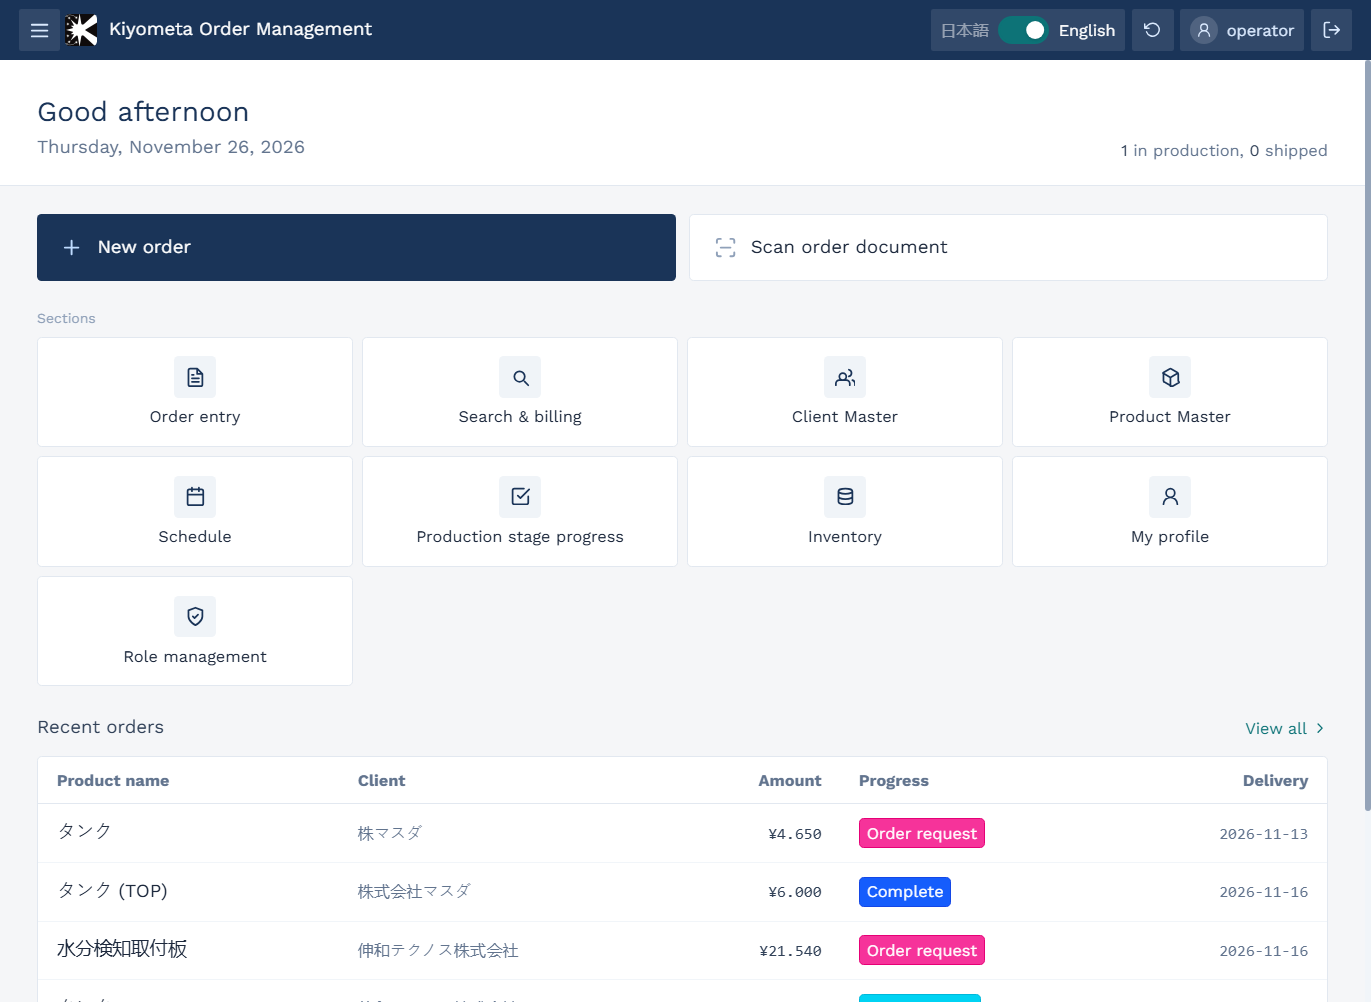 Kiyometa Order Management
日本語
English
operator
Good afternoon
Thursday, November 26, 2026
1 in production, 0 shipped
New order
Scan order document
Sections
Order entry
Search & billing
Client Master
Product Master
Schedule
Production stage progress
Inventory
My profile
Role management
Recent orders
View all
Product name Client Amount Progress Delivery
タンク 株マスダ ¥4.650 Order request 2026-11-13
タンク (TOP) 株式会社マスダ ¥6.000 Complete 2026-11-16
水分検知取付板 伸和テクノス株式会社 ¥21.540 Order request 2026-11-16